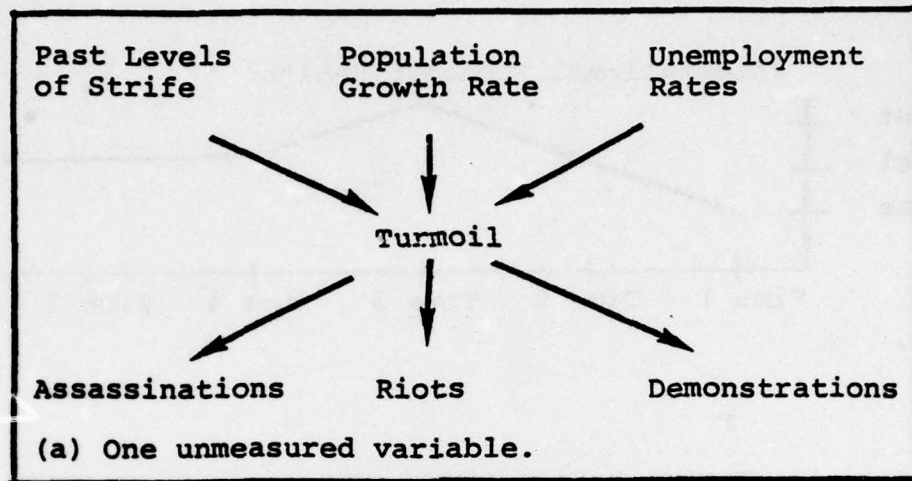 Past Levels of Strife
Population Growth Rate
Unemployment Rates
Turmoil
Assassinations Riots Demonstrations
(a) One unmeasured variable.